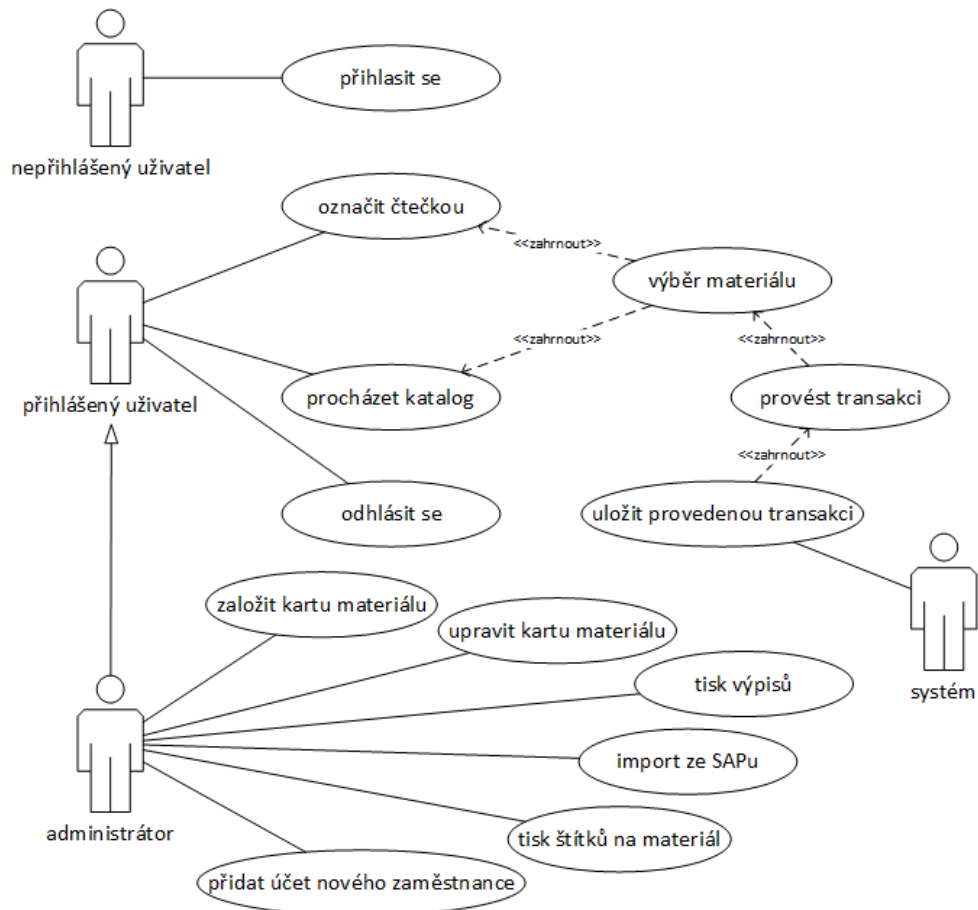 přihlasit se
nepřihlášený uživatel
označit čtečkou
<<zahrnout>>
výběr materiálu
<<zahrnout>>
<<zahrnout>>
procházet katalog
provést transakci
přihlášený uživatel
<<zahrnout>>
odhlásit se
uložit provedenou transakci
založit kartu materiálu
upravit kartu materiálu
tisk výpisů
systém
import ze SAPu
administrátor
tisk štítků na materiál
přidat účet nového zaměstnance